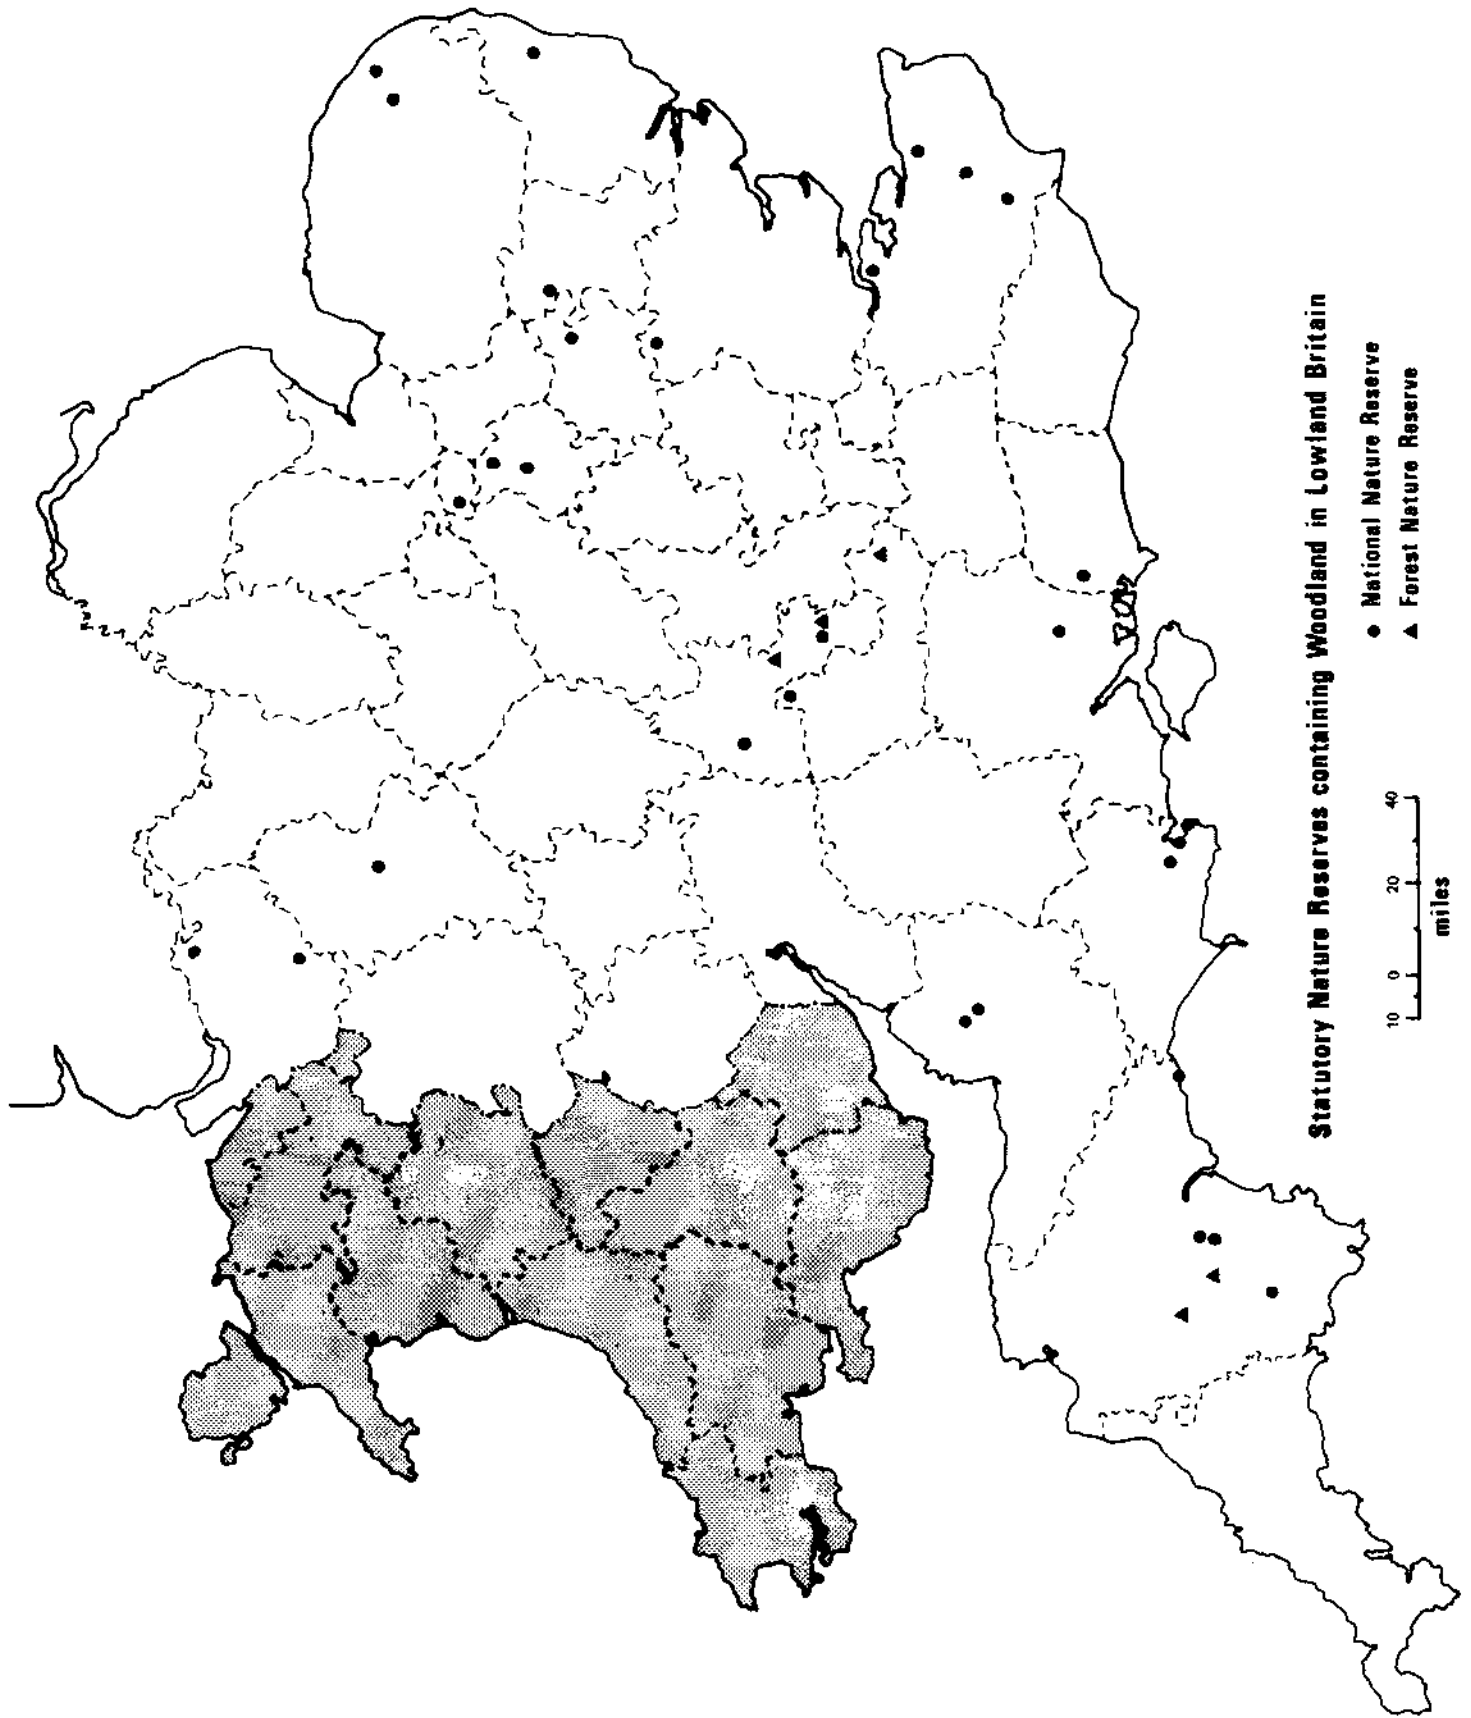 Statutory Nature Reserves containing Woodland in Lowland Britain
● National Nature Reserve
▲ Forest Nature Reserve
10 0 20 40
miles